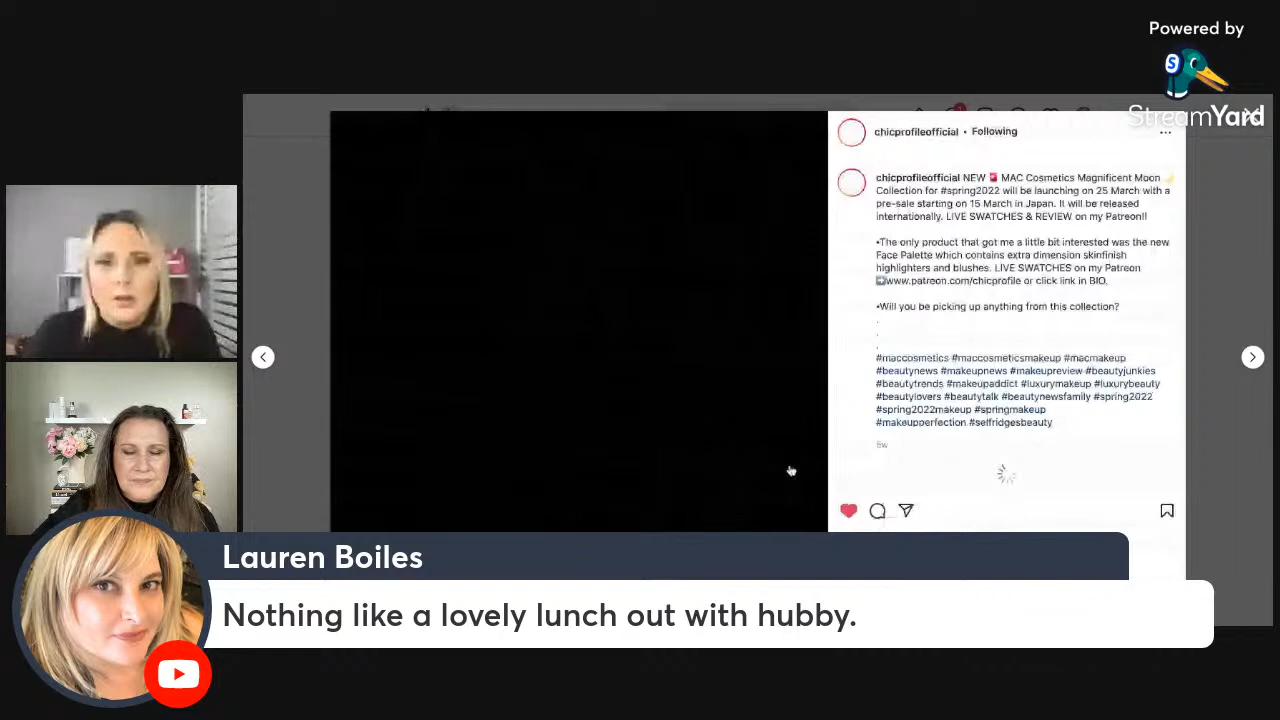 Powered by
StreamYard
chicprofileofficial • Following
chicprofileofficial NEW 🚨 MAC Cosmetics Magnificent Moon 🌙
Collection for #spring2022 will be launching on 25 March with a
pre-sale starting on 15 March in Japan. It will be released
internationally. LIVE SWATCHES & REVIEW on my Patreon!!
•The only product that got me a little bit interested was the new
Face Palette which contains extra dimension skinfinish
highlighters and blushes. LIVE SWATCHES on my Patreon
➡️www.patreon.com/chicprofile or click link in BIO.
•Will you be picking up anything from this collection?
.
.
.
#maccosmetics #maccosmeticsmakeup #macmakeup
#beautynews #makeupnews #makeupreview #beautyjunkies
#beautytrends #makeupaddict #luxurymakeup #luxurybeauty
#beautylovers #beautytalk #beautynewsfamily #spring2022
#spring2022makeup #springmakeup
#makeupperfection #selfridgesbeauty
Lauren Boiles
Nothing like a lovely lunch out with hubby.